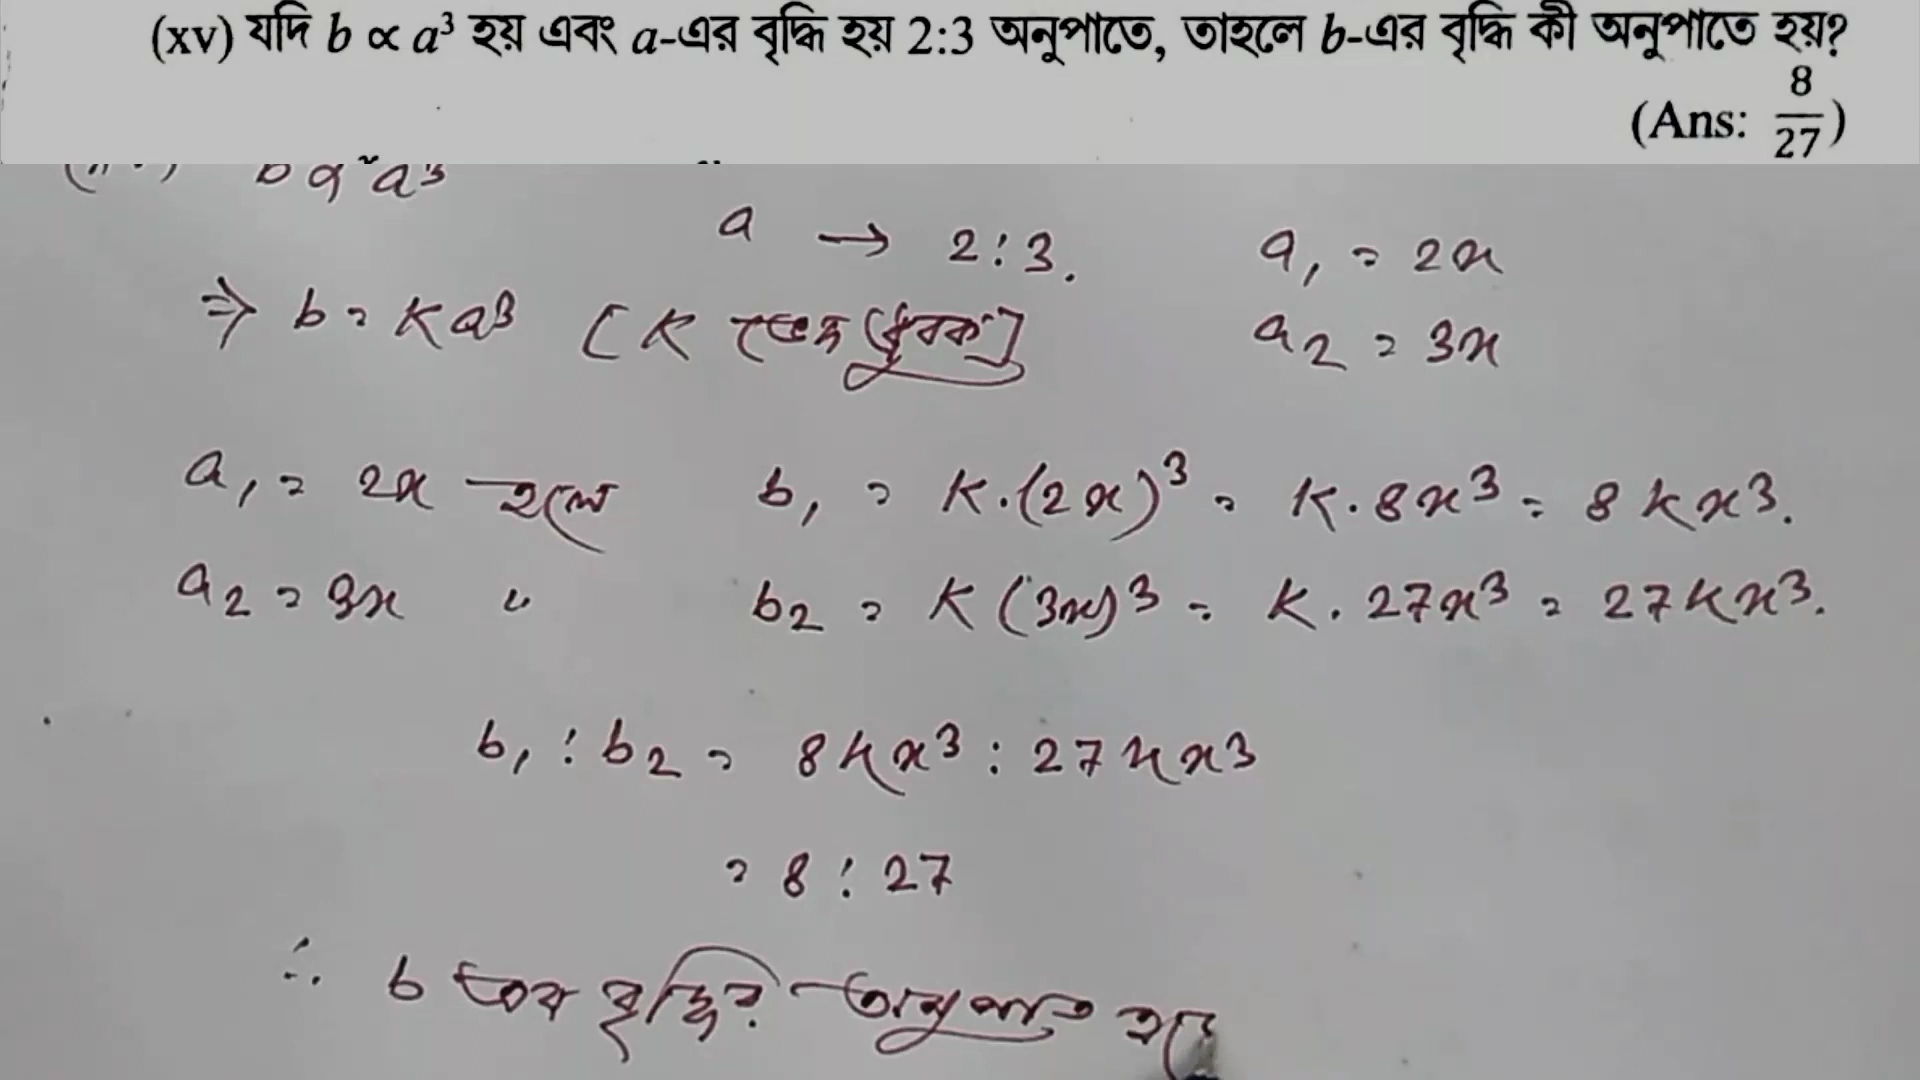 (xv) যদি b ∝ a³ হয় এবং a-এর বৃদ্ধি হয় 2:3 অনুপাতে, তাহলে b-এর বৃদ্ধি কী অনুপাতে হয়?
(Ans: 8/27)
b ∝ a³
a → 2:3.
a₁ = 2x
⇒ b = Ka³ [K ভেদ ধ্রুবক]
a₂ = 3x
a₁ = 2x হলে b₁ = K.(2x)³ = K.8x³ = 8Kx³.
a₂ = 3x " b₂ = K(3x)³ = K.27x³ = 27Kx³.
b₁ : b₂ = 8Kx³ : 27Kx³
= 8 : 27
∴ b এর বৃদ্ধির অনুপাত হবে